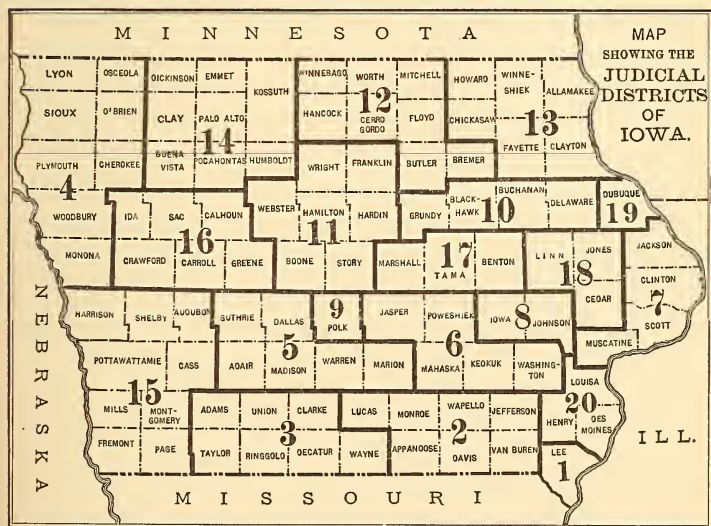 MINNESOTA
MAP
SHOWING THE
JUDICIAL
DISTRICTS
OF
IOWA.
LYON OSCEOLA DICKINSON EMMET KOSSUTH WINNEBAGO WORTH MITCHELL HOWARD WINNE-
SHIEK ALLAMAKEE
SIOUX O'BRIEN CLAY PALO ALTO HANCOCK 12 CERRO
GORDO FLOYD CHICKASAW 13
FAYETTE CLAYTON
14
PLYMOUTH CHEROKEE BUENA
VISTA POCAHONTAS HUMBOLDT WRIGHT FRANKLIN BUTLER BREMER
4
WOODBURY IDA SAC CALHOUN WEBSTER HAMILTON HARDIN GRUNDY BLACK-
HAWK 10 BUCHANAN DELAWARE DUBUQUE
19
16 11
MONONA CRAWFORD CARROLL GREENE BOONE STORY MARSHALL 17
TAMA BENTON LINN JONES JACKSON
18
CEDAR CLINTON
7
SCOTT
HARRISON SHELBY AUDUBON GUTHRIE DALLAS 9
POLK JASPER POWESHIEK IOWA 8 JOHNSON MUSCATINE
POTTAWATTAMIE CASS ADAIR 5
MADISON WARREN MARION 6
MAHASKA KEOKUK WASHING-
TON LOUISA
15
MILLS MONT-
GOMERY ADAMS UNION CLARKE LUCAS MONROE WAPELLO JEFFERSON HENRY 20 DES
MOINES
3 2
FREMONT PAGE TAYLOR RINGGOLD DECATUR WAYNE APPANOOSE DAVIS VAN BUREN LEE
1
NEBRASKA
ILL.
MISSOURI